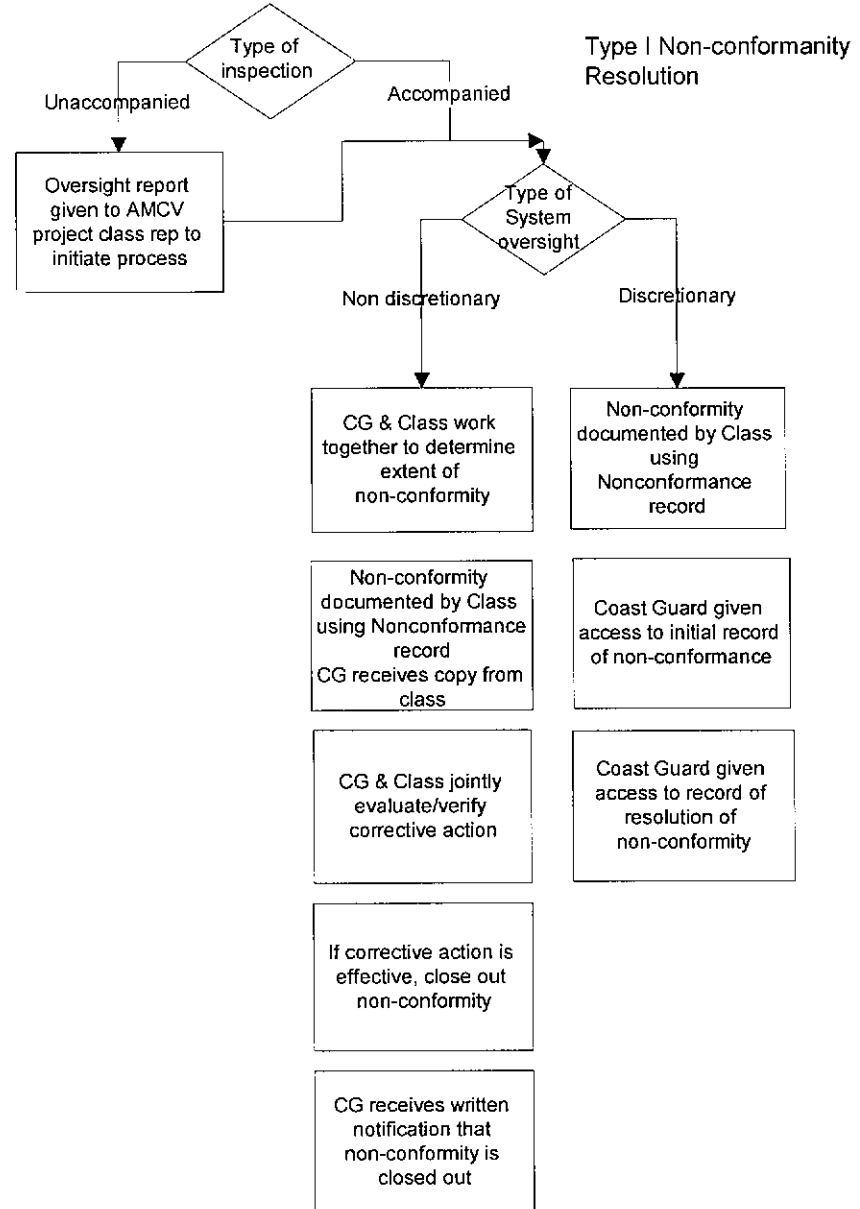 Type I Non-conformanity
Resolution
Type of
inspection
Unaccompanied
Accompanied
Oversight report
given to AMCV
project class rep to
initiate process
Type of
System
oversight
Non discretionary
Discretionary
CG & Class work
together to determine
extent of
non-conformity
Non-conformity
documented by Class
using Nonconformance
record
CG receives copy from
class
CG & Class jointly
evaluate/verify
corrective action
If corrective action is
effective, close out
non-conformity
CG receives written
notification that
non-conformity is
closed out
Non-conformity
documented by Class
using
Nonconformance
record
Coast Guard given
access to initial record
of non-conformance
Coast Guard given
access to record of
resolution of
non-conformity